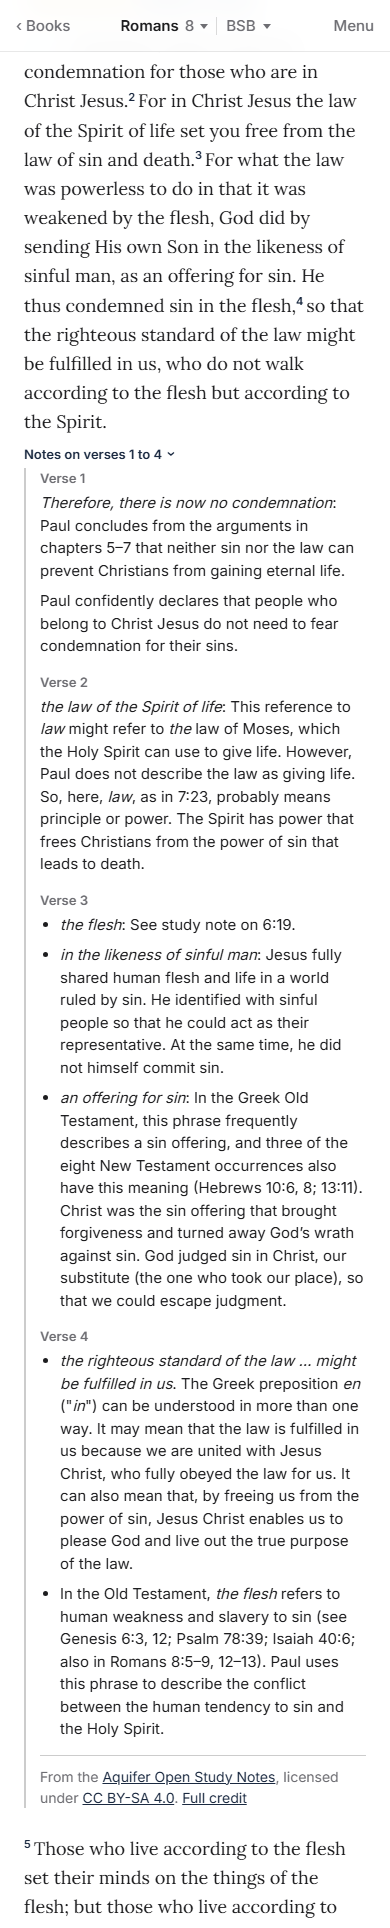 ‹ Books Romans 8 BSB Menu
condemnation for those who are in
Christ Jesus.² For in Christ Jesus the law
of the Spirit of life set you free from the
law of sin and death.³ For what the law
was powerless to do in that it was
weakened by the flesh, God did by
sending His own Son in the likeness of
sinful man, as an offering for sin. He
thus condemned sin in the flesh,⁴ so that
the righteous standard of the law might
be fulfilled in us, who do not walk
according to the flesh but according to
the Spirit.
Notes on verses 1 to 4
Verse 1
Therefore, there is now no condemnation:
Paul concludes from the arguments in
chapters 5–7 that neither sin nor the law can
prevent Christians from gaining eternal life.
Paul confidently declares that people who
belong to Christ Jesus do not need to fear
condemnation for their sins.
Verse 2
the law of the Spirit of life: This reference to
law might refer to the law of Moses, which
the Holy Spirit can use to give life. However,
Paul does not describe the law as giving life.
So, here, law, as in 7:23, probably means
principle or power. The Spirit has power that
frees Christians from the power of sin that
leads to death.
Verse 3
• the flesh: See study note on 6:19.
• in the likeness of sinful man: Jesus fully
shared human flesh and life in a world
ruled by sin. He identified with sinful
people so that he could act as their
representative. At the same time, he did
not himself commit sin.
• an offering for sin: In the Greek Old
Testament, this phrase frequently
describes a sin offering, and three of the
eight New Testament occurrences also
have this meaning (Hebrews 10:6, 8; 13:11).
Christ was the sin offering that brought
forgiveness and turned away God’s wrath
against sin. God judged sin in Christ, our
substitute (the one who took our place), so
that we could escape judgment.
Verse 4
• the righteous standard of the law … might
be fulfilled in us. The Greek preposition en
("in") can be understood in more than one
way. It may mean that the law is fulfilled in
us because we are united with Jesus
Christ, who fully obeyed the law for us. It
can also mean that, by freeing us from the
power of sin, Jesus Christ enables us to
please God and live out the true purpose
of the law.
• In the Old Testament, the flesh refers to
human weakness and slavery to sin (see
Genesis 6:3, 12; Psalm 78:39; Isaiah 40:6;
also in Romans 8:5–9, 12–13). Paul uses
this phrase to describe the conflict
between the human tendency to sin and
the Holy Spirit.
From the Aquifer Open Study Notes, licensed
under CC BY-SA 4.0. Full credit
⁵ Those who live according to the flesh
set their minds on the things of the
flesh; but those who live according to